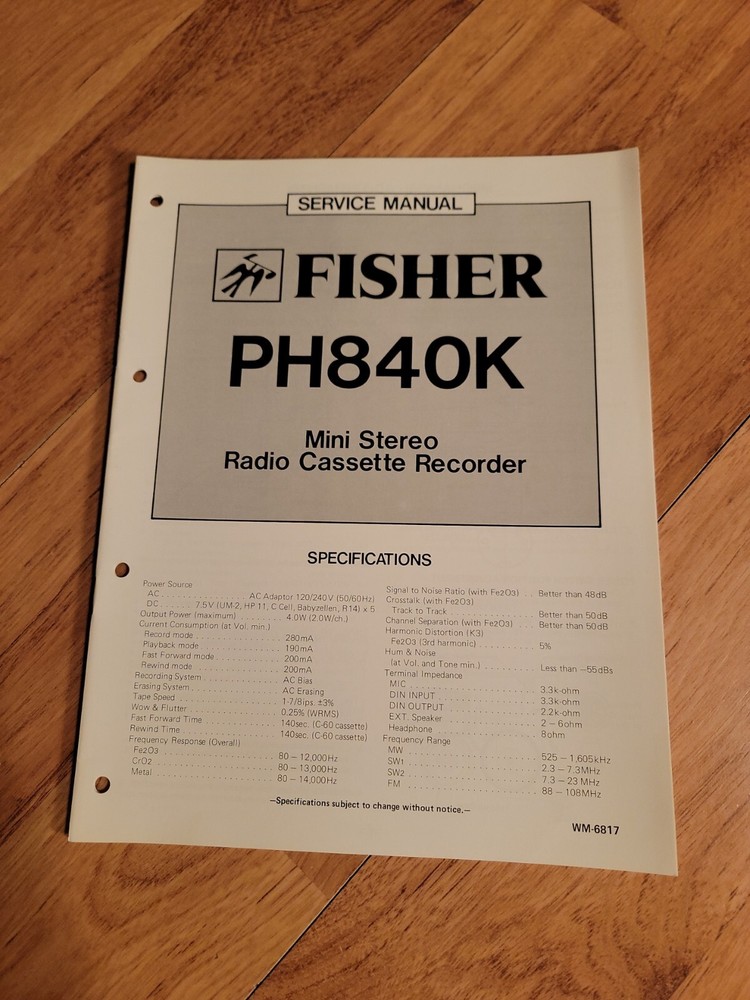 SERVICE MANUAL
FISHER
PH840K
Mini Stereo
Radio Cassette Recorder
SPECIFICATIONS
Power Source
AC . . . . . . . . . . . . . . AC Adaptor 120/240V (50/60Hz)
DC . . . . . . 7.5V (UM-2, HP 11, C Cell, Babyzellen, R14) x 5
Output Power (maximum) . . . . . . . . . . 4.0W (2.0W/ch.)
Current Consumption (at Vol. min.)
Record mode . . . . . . . . . . . . . . . . 280mA
Playback mode . . . . . . . . . . . . . . . 190mA
Fast Forward mode . . . . . . . . . . . . . 200mA
Rewind mode . . . . . . . . . . . . . . . . 200mA
Recording System . . . . . . . . . . . . . . AC Bias
Erasing System . . . . . . . . . . . . . . . AC Erasing
Tape Speed . . . . . . . . . . . . . . . . . 1-7/8ips. ±3%
Wow & Flutter . . . . . . . . . . . . . . . 0.25% (WRMS)
Fast Forward Time . . . . . . . . . . . . . 140sec. (C-60 cassette)
Rewind Time . . . . . . . . . . . . . . . . 140sec. (C-60 cassette)
Frequency Response (Overall)
Fe2O3 . . . . . . . . . . . . . . . . . . . 80 – 12,000Hz
CrO2 . . . . . . . . . . . . . . . . . . . 80 – 13,000Hz
Metal . . . . . . . . . . . . . . . . . . . 80 – 14,000Hz
Signal to Noise Ratio (with Fe2O3) . . Better than 48dB
Crosstalk (with Fe2O3)
Track to Track . . . . . . . . . . . . . Better than 50dB
Channel Separation (with Fe2O3) . . Better than 50dB
Harmonic Distortion (K3)
Fe2O3 (3rd harmonic) . . . . . . . . . . 5%
Hum & Noise
(at Vol. and Tone min.) . . . . . . . . . Less than –55dBs
Terminal Impedance
MIC . . . . . . . . . . . . . . . . . . . 3.3k-ohm
DIN INPUT . . . . . . . . . . . . . . . . 3.3k-ohm
DIN OUTPUT . . . . . . . . . . . . . . . 2.2k-ohm
EXT. Speaker . . . . . . . . . . . . . . 2 – 6ohm
Headphone . . . . . . . . . . . . . . . . 8ohm
Frequency Range
MW . . . . . . . . . . . . . . . . . . . 525 – 1,605kHz
SW1 . . . . . . . . . . . . . . . . . . . 2.3 – 7.3MHz
SW2 . . . . . . . . . . . . . . . . . . . 7.3 – 23 MHz
FM . . . . . . . . . . . . . . . . . . . 88 – 108MHz
—Specifications subject to change without notice.—
WM-6817